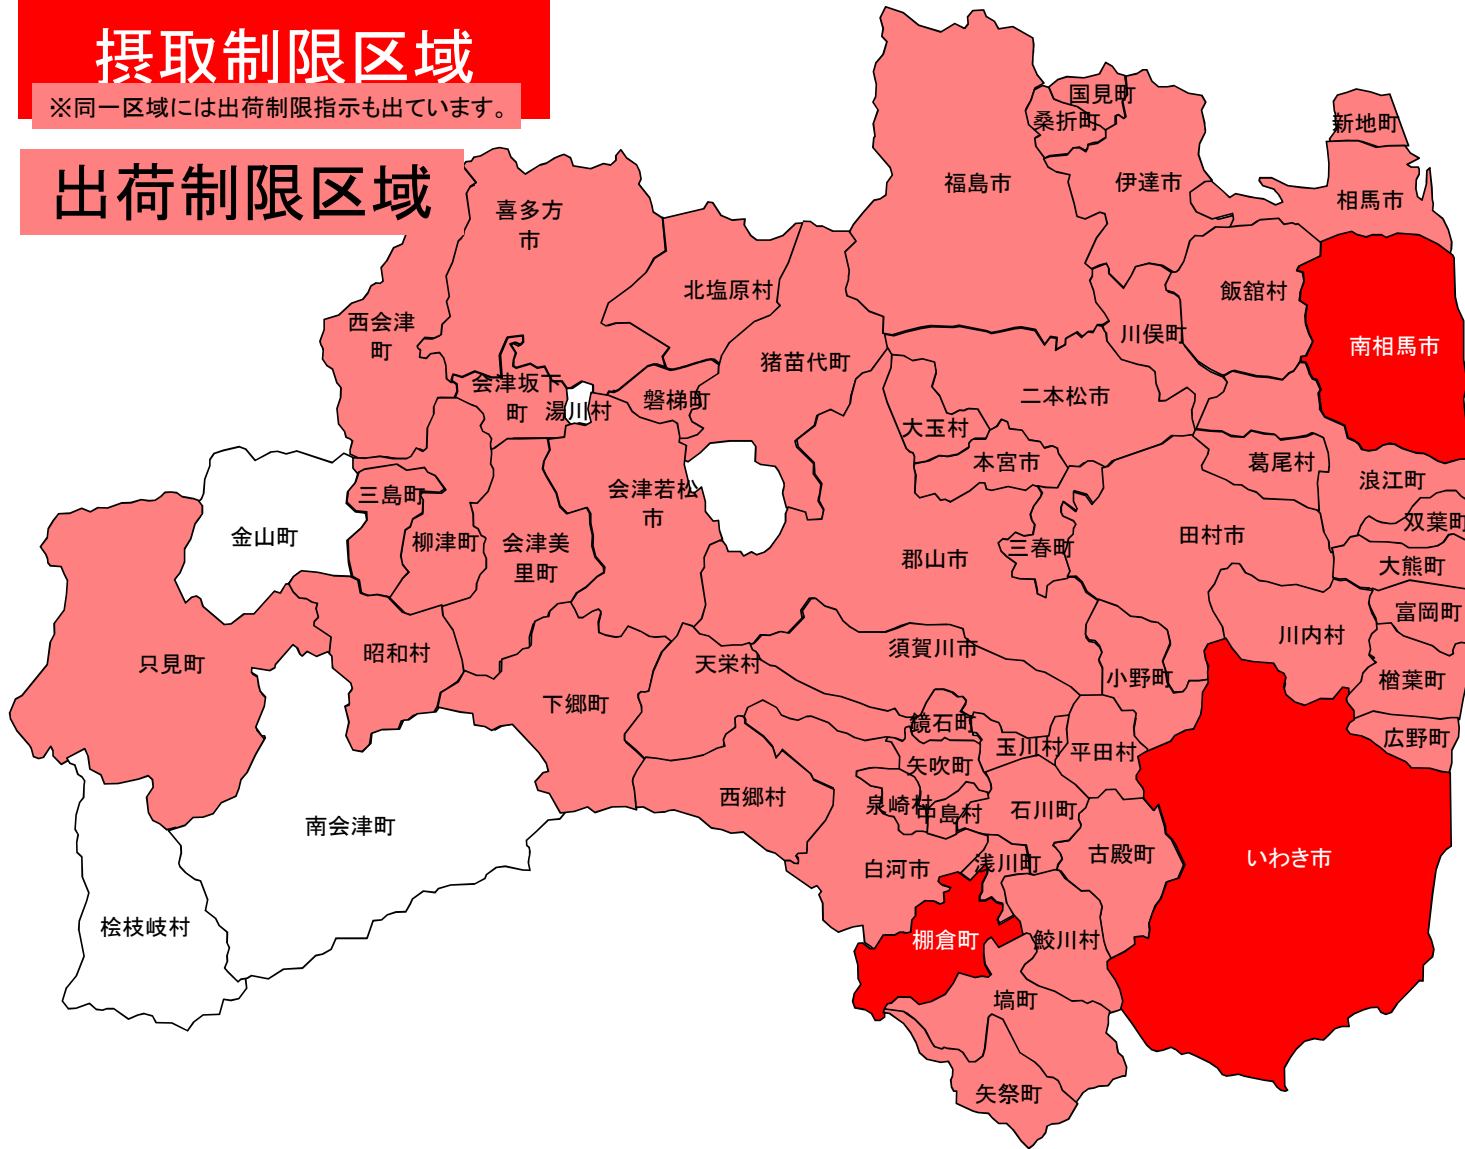 摂取制限区域
※同一区域には出荷制限指示も出ています。
出荷制限区域
国見町
桑折町
新地町
福島市
伊達市
相馬市
喜多方
市
北塩原村
飯舘村
西会津
町
川俣町
南相馬市
猪苗代町
会津坂下
町
湯川村
磐梯町
二本松市
大玉村
本宮市
葛尾村
浪江町
三島町
会津若松
市
双葉町
金山町
柳津町
会津美
里町
郡山市
三春町
田村市
大熊町
富岡町
只見町
昭和村
天栄村
須賀川市
小野町
川内村
楢葉町
下郷町
鏡石町
玉川村
平田村
広野町
矢吹町
西郷村
泉崎村
中島村
石川町
南会津町
白河市
浅川町
古殿町
いわき市
桧枝岐村
棚倉町
鮫川村
塙町
矢祭町